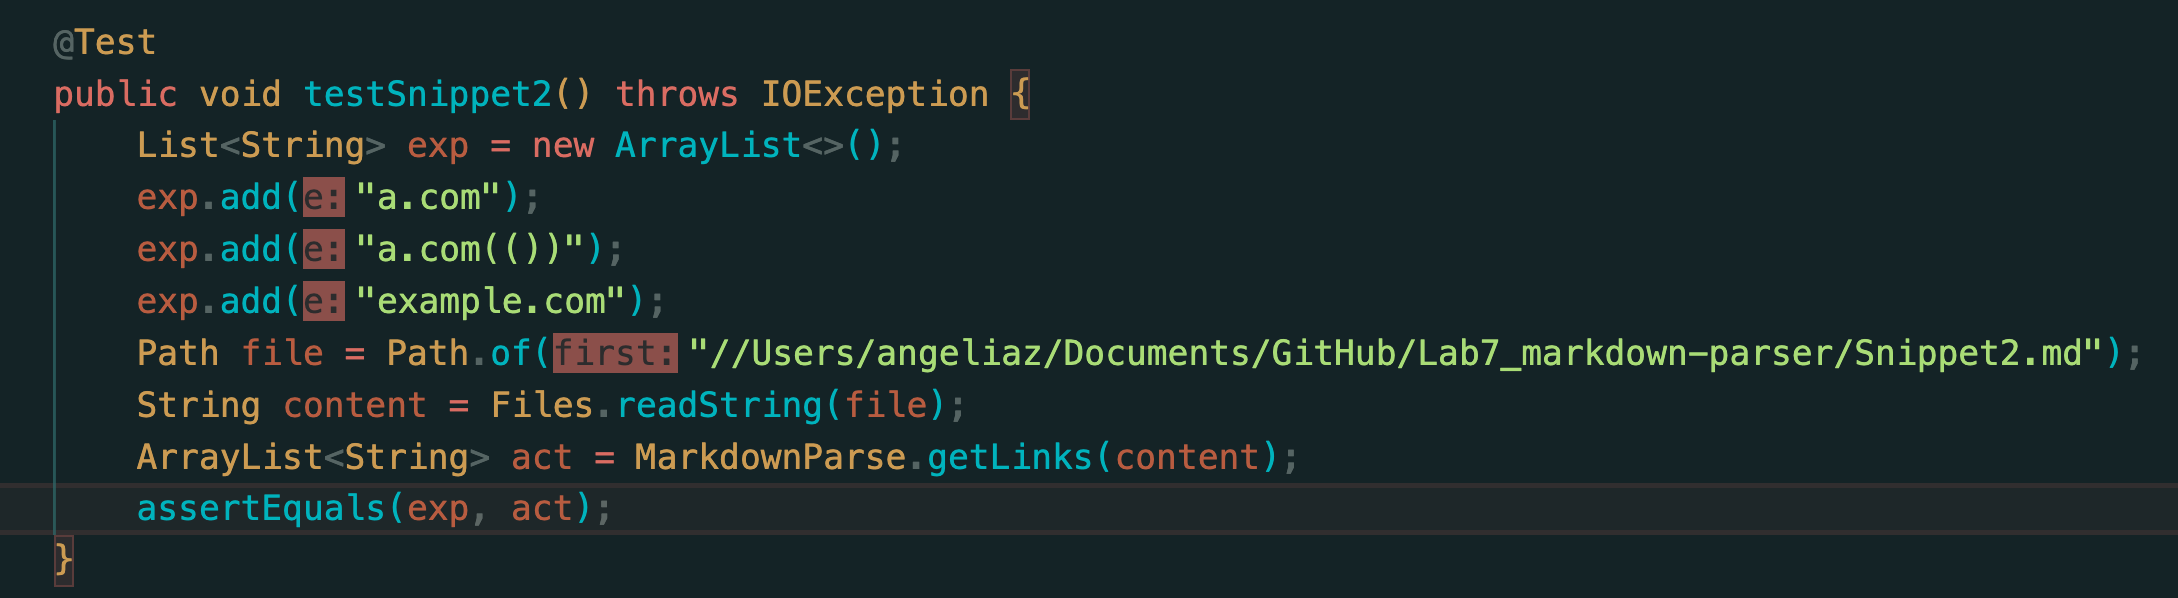 @Test
public void testSnippet2() throws IOException {
List<String> exp = new ArrayList<>();
exp.add(e: "a.com");
exp.add(e: "a.com(())");
exp.add(e: "example.com");
Path file = Path.of(first: "//Users/angeliaz/Documents/GitHub/Lab7_markdown-parser/Snippet2.md");
String content = Files.readString(file);
ArrayList<String> act = MarkdownParse.getLinks(content);
assertEquals(exp, act);
}